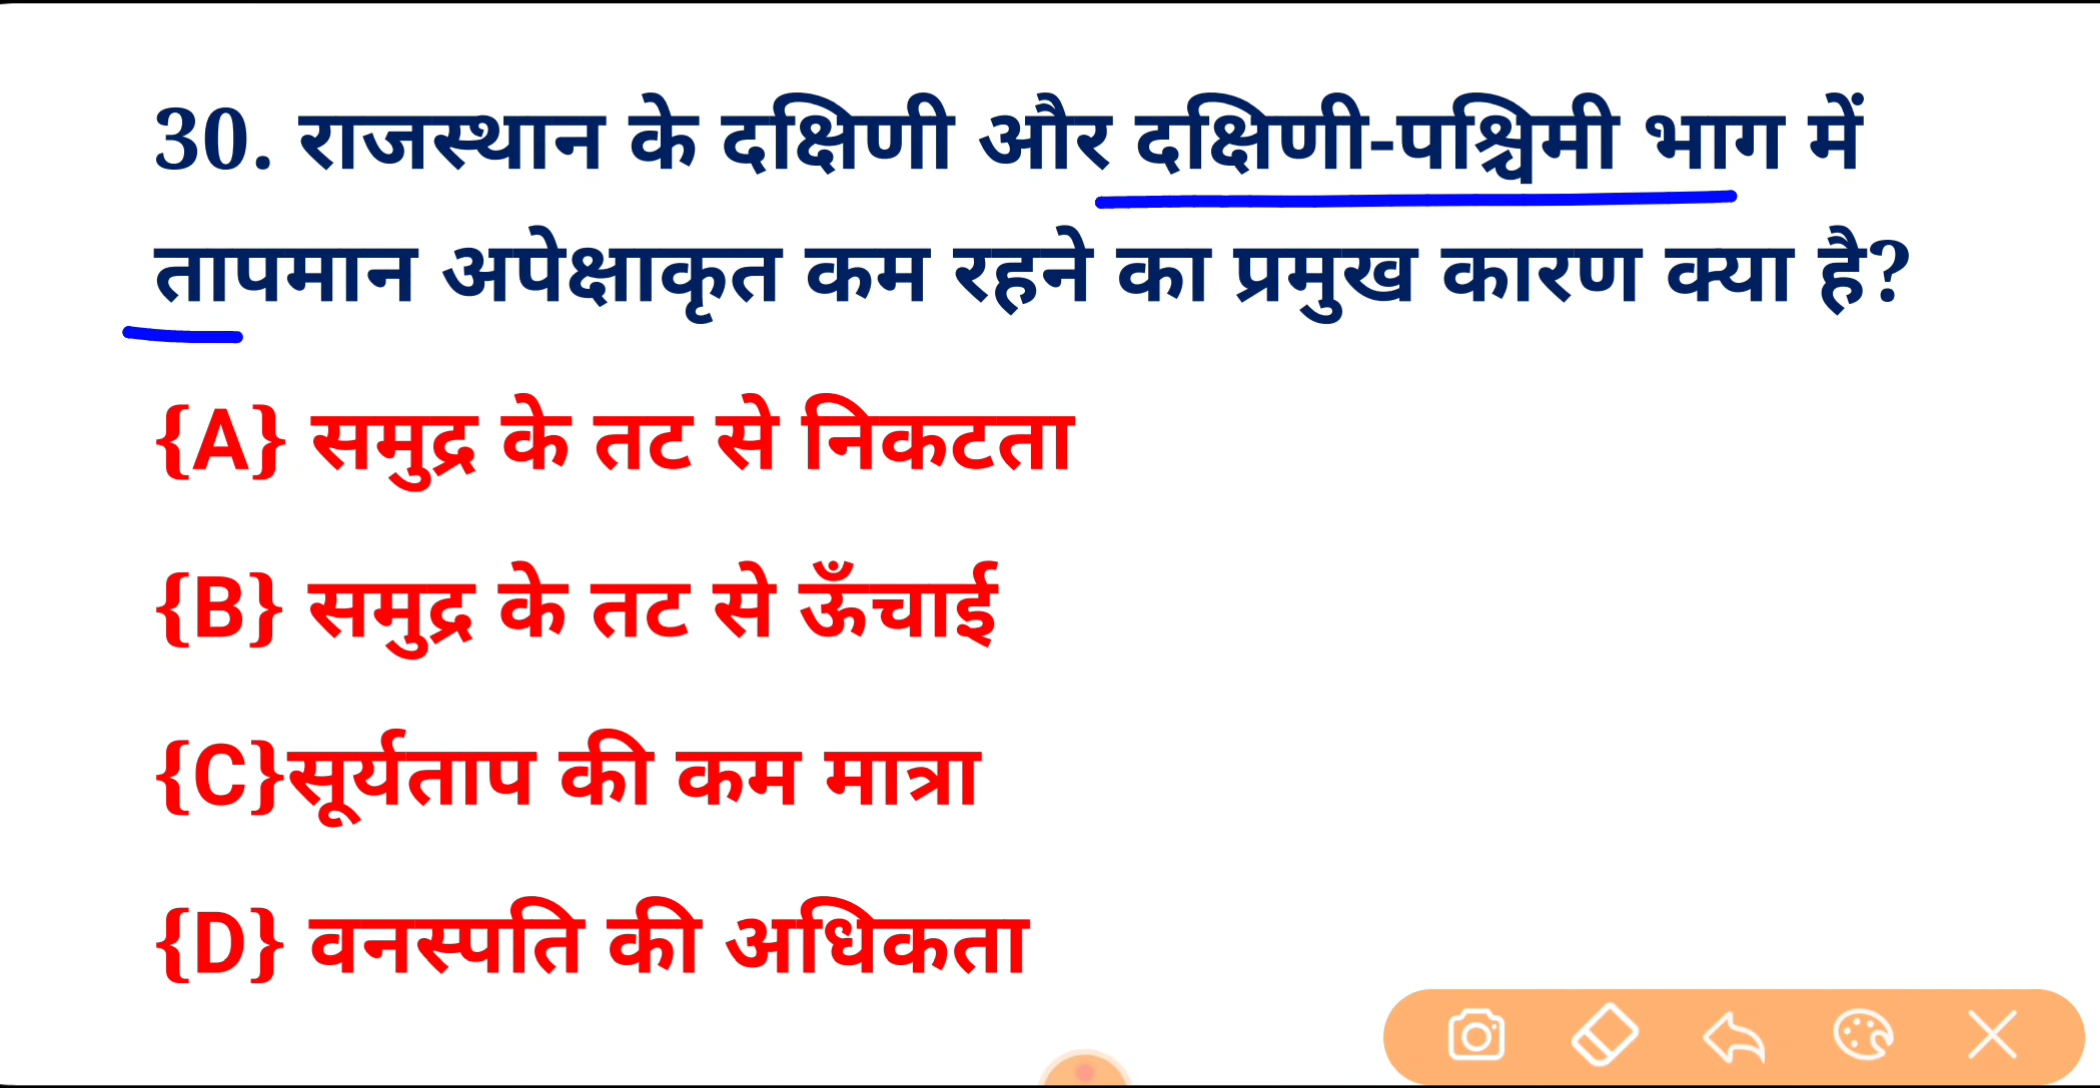 30. राजस्थान के दक्षिणी और दक्षिणी-पश्चिमी भाग में
तापमान अपेक्षाकृत कम रहने का प्रमुख कारण क्या है?
{A} समुद्र के तट से निकटता
{B} समुद्र के तट से ऊँचाई
{C}सूर्यताप की कम मात्रा
{D} वनस्पति की अधिकता